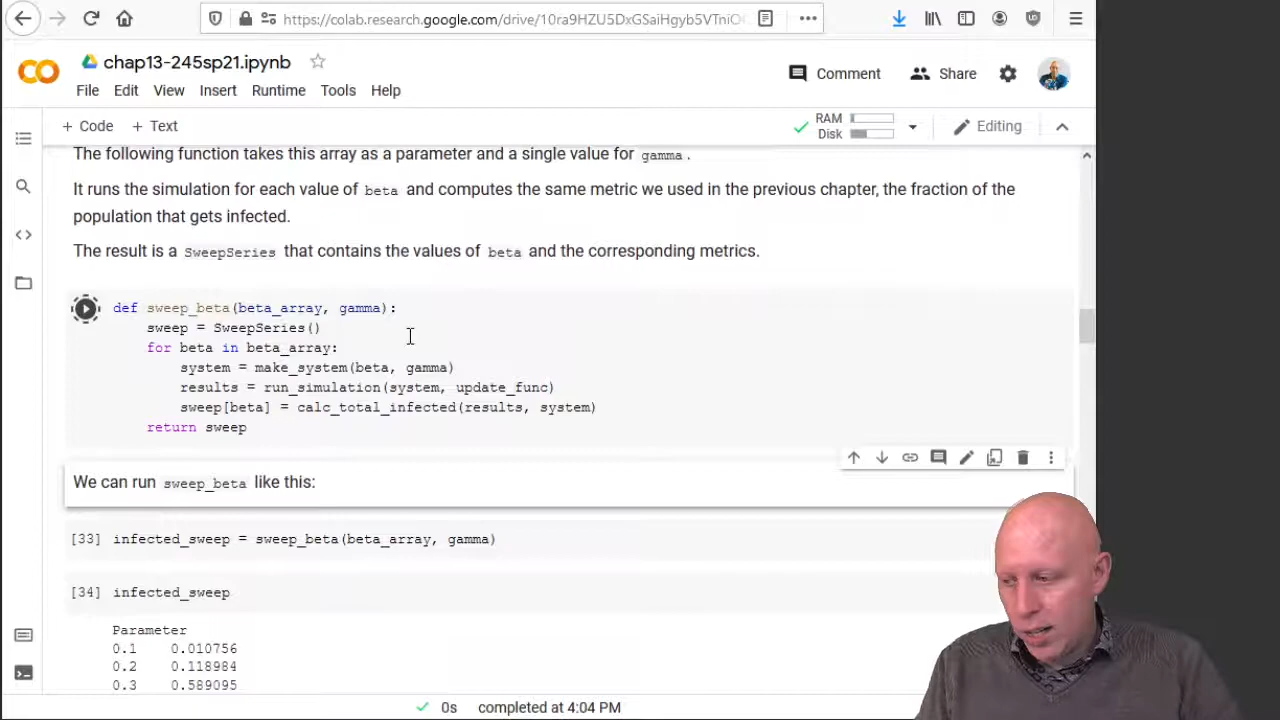 https://colab.research.google.com/drive/10ra9HZU5DxGSaiHgyb5VTni
chap13-245sp21.ipynb
File Edit View Insert Runtime Tools Help
Comment
Share
+ Code + Text
RAM
Disk
Editing
The following function takes this array as a parameter and a single value for gamma .
It runs the simulation for each value of beta and computes the same metric we used in the previous chapter, the fraction of the
population that gets infected.
The result is a SweepSeries that contains the values of beta and the corresponding metrics.
def sweep_beta(beta_array, gamma):
sweep = SweepSeries()
for beta in beta_array:
system = make_system(beta, gamma)
results = run_simulation(system, update_func)
sweep[beta] = calc_total_infected(results, system)
return sweep
We can run sweep_beta like this:
[33] infected_sweep = sweep_beta(beta_array, gamma)
[34] infected_sweep
Parameter
0.1 0.010756
0.2 0.118984
0.3 0.589095
0s completed at 4:04 PM